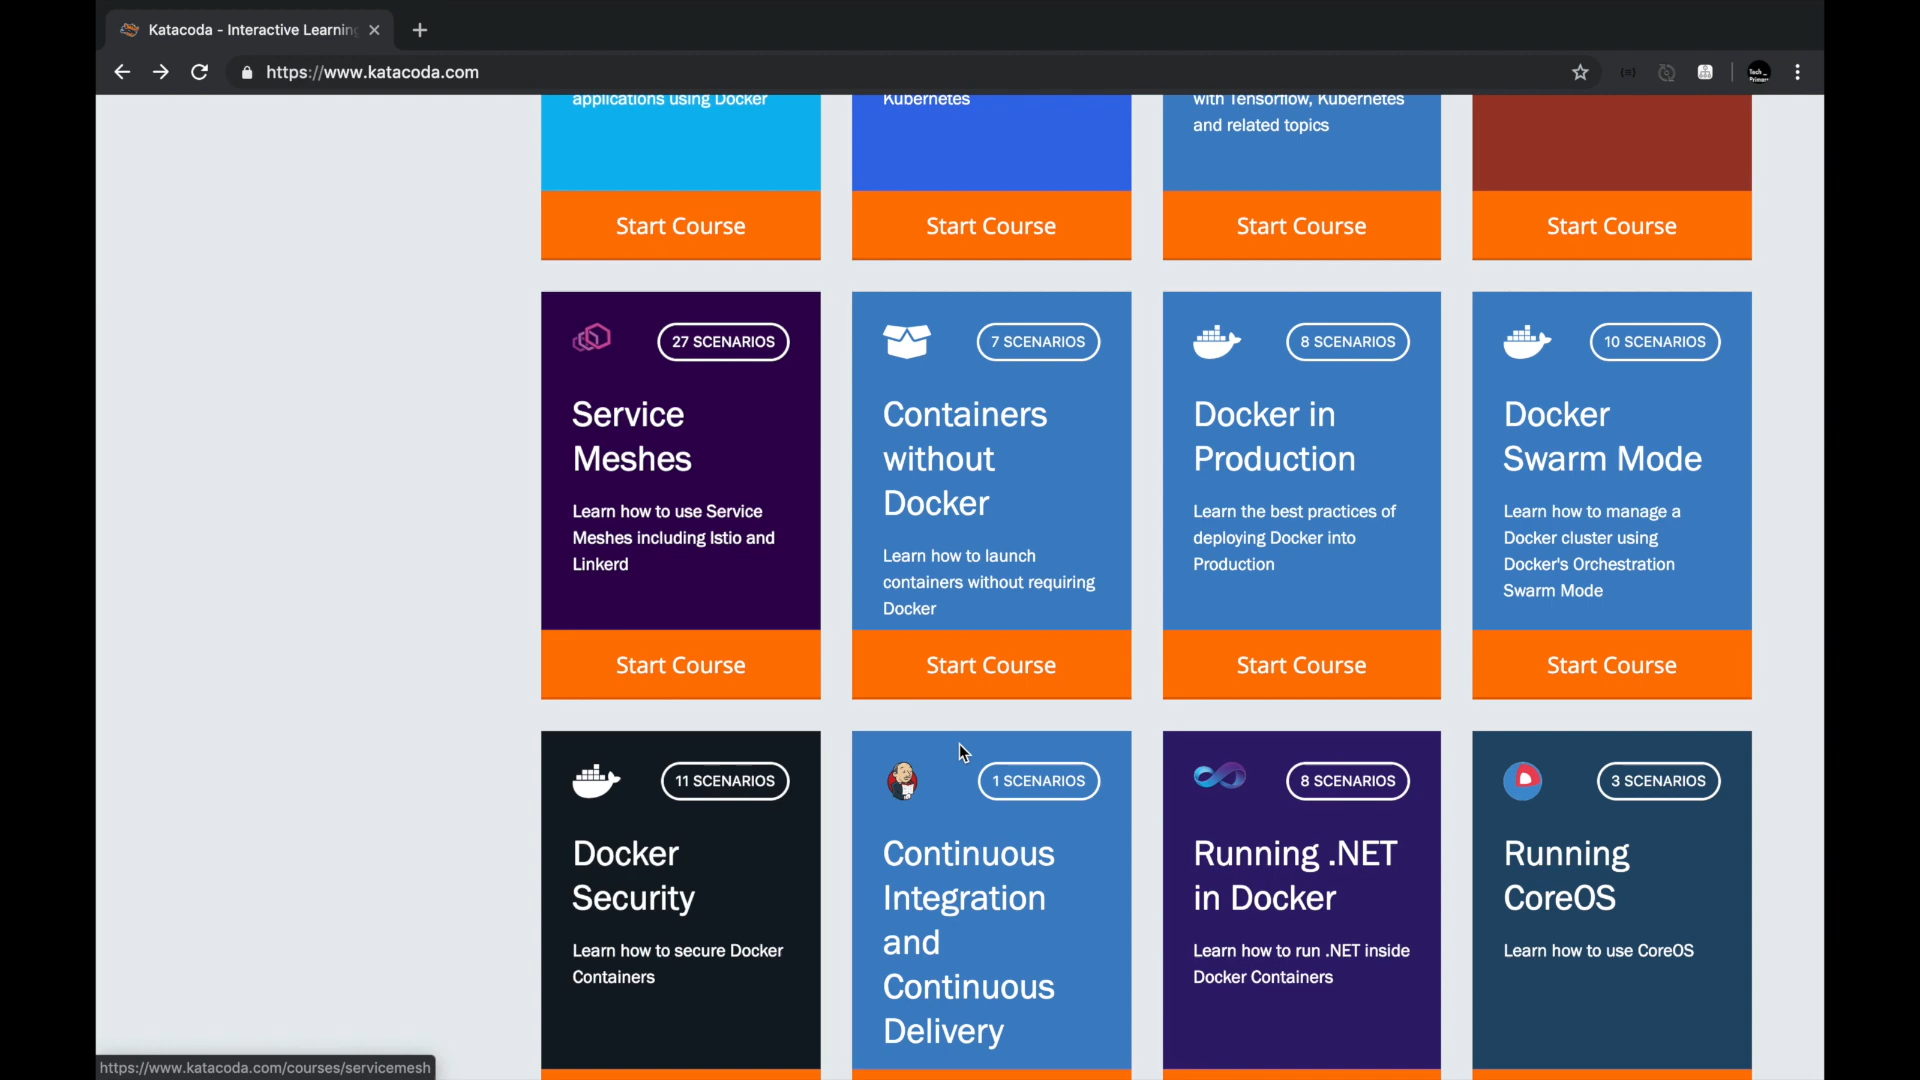 Katacoda - Interactive Learning
https://www.katacoda.com
applications using Docker
Kubernetes
with Tensorflow, Kubernetes
and related topics
Start Course
Start Course
Start Course
Start Course
27 SCENARIOS
Service
Meshes
Learn how to use Service
Meshes including Istio and
Linkerd
Start Course
7 SCENARIOS
Containers
without
Docker
Learn how to launch
containers without requiring
Docker
Start Course
8 SCENARIOS
Docker in
Production
Learn the best practices of
deploying Docker into
Production
Start Course
10 SCENARIOS
Docker
Swarm Mode
Learn how to manage a
Docker cluster using
Docker's Orchestration
Swarm Mode
Start Course
11 SCENARIOS
Docker
Security
Learn how to secure Docker
Containers
1 SCENARIOS
Continuous
Integration
and
Continuous
Delivery
8 SCENARIOS
Running .NET
in Docker
Learn how to run .NET inside
Docker Containers
3 SCENARIOS
Running
CoreOS
Learn how to use CoreOS
https://www.katacoda.com/courses/servicemesh